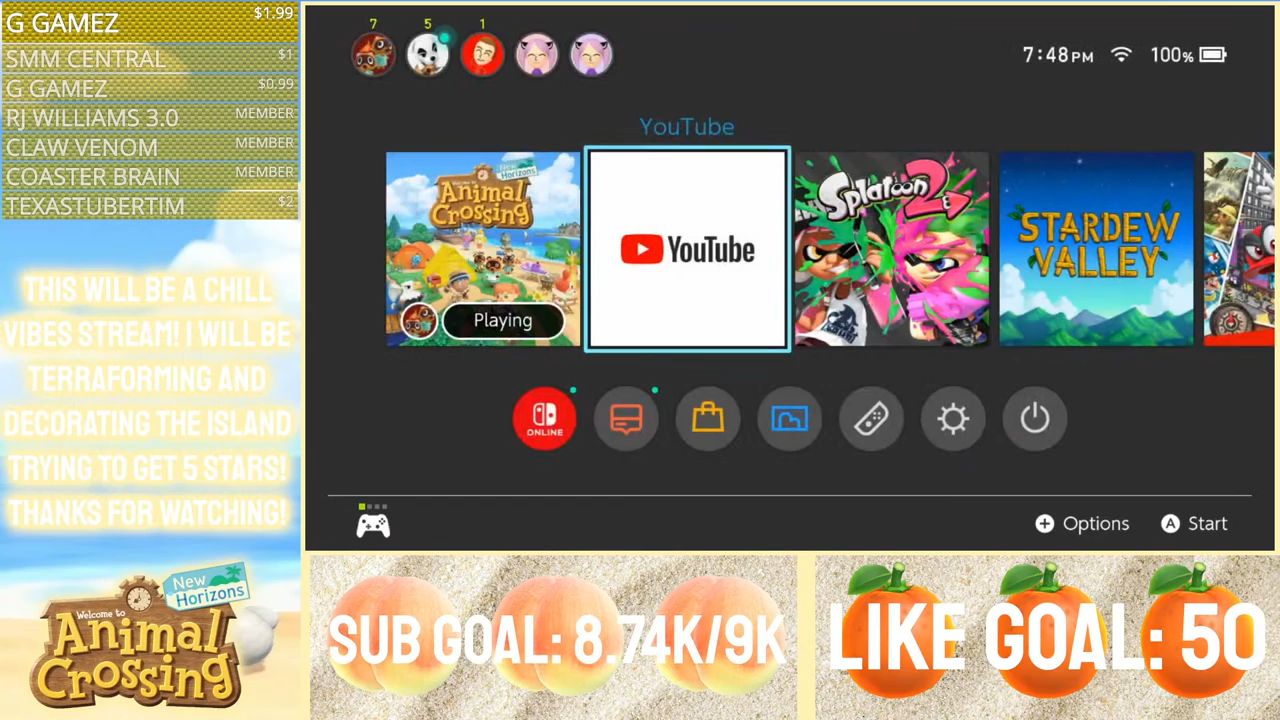 G GAMEZ
$1.99
SMM CENTRAL
$1
G GAMEZ
$0.99
RJ WILLIAMS 3.0
MEMBER
CLAW VENOM
MEMBER
COASTER BRAIN
MEMBER
TEXASTUBERTIM
$2
THIS WILL BE A CHILL
VIBES STREAM! I WILL BE
TERRAFORMING AND
DECORATING THE ISLAND
TRYING TO GET 5 STARS!
THANKS FOR WATCHING!
New
Horizons
Welcome to
Animal
Crossing
7
5
1
7:48PM
100%
YouTube
New
Horizons
Welcome to
Animal
Crossing
Playing
YouTube
Splatoon
2
STARDEW
VALLEY
ONLINE
Options
A Start
SUB GOAL: 8.74K/9K
LIKE GOAL: 50